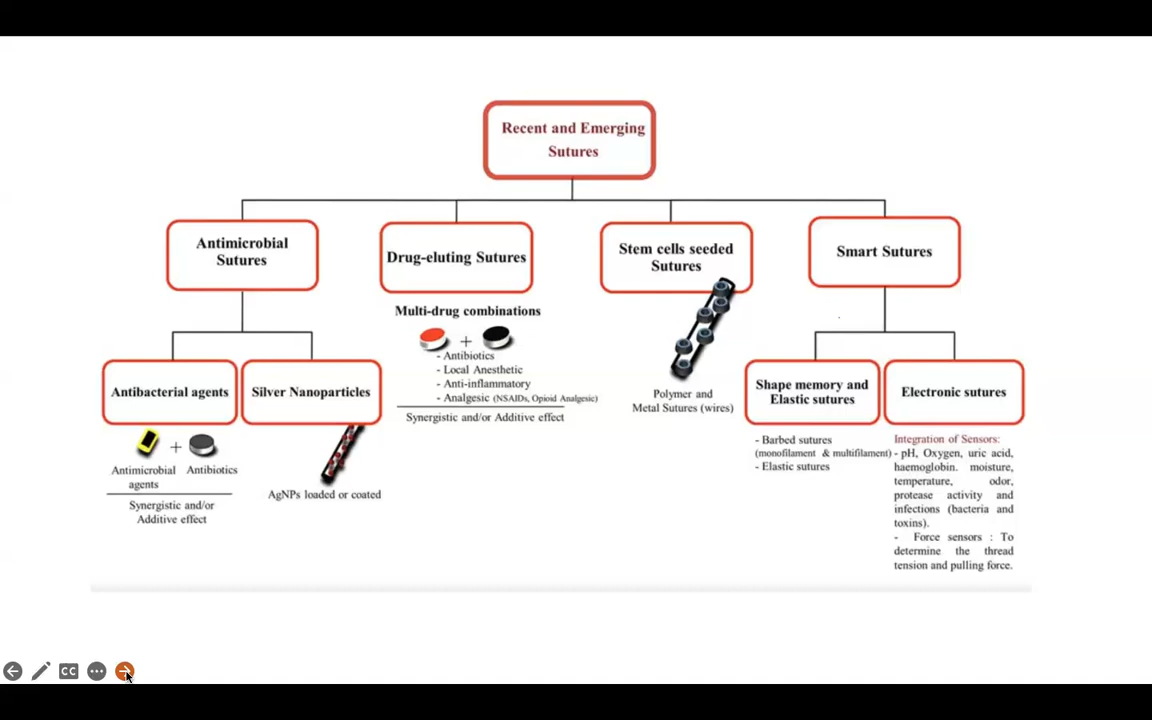 Recent and Emerging
Sutures
Antimicrobial
Sutures
Drug-eluting Sutures
Stem cells seeded
Sutures
Smart Sutures
Multi-drug combinations
+
- Antibiotics
- Local Anesthetic
- Anti-inflammatory
- Analgesic (NSAIDs, Opioid Analgesic)
Synergistic and/or Additive effect
Polymer and
Metal Sutures (wires)
Antibacterial agents
Silver Nanoparticles
Shape memory and
Elastic sutures
Electronic sutures
+
Antimicrobial
agents
Antibiotics
Synergistic and/or
Additive effect
AgNPs loaded or coated
- Barbed sutures
(monofilament & multifilament)
- Elastic sutures
Integration of Sensors:
- pH, Oxygen, uric acid,
haemoglobin. moisture,
temperature, odor,
protease activity and
infections (bacteria and
toxins).
- Force sensors : To
determine the thread
tension and pulling force.
CC